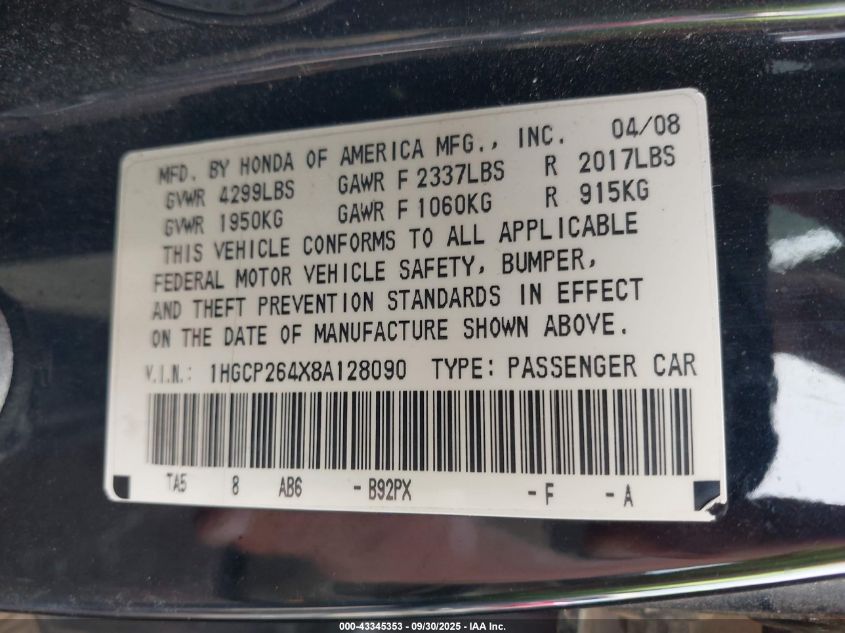 MFD. BY HONDA OF AMERICA MFG., INC. 04/08
GVWR 4299LBS GAWR F 2337LBS R 2017LBS
GVWR 1950KG GAWR F 1060KG R 915KG
THIS VEHICLE CONFORMS TO ALL APPLICABLE
FEDERAL MOTOR VEHICLE SAFETY, BUMPER,
AND THEFT PREVENTION STANDARDS IN EFFECT
ON THE DATE OF MANUFACTURE SHOWN ABOVE.
V.I.N.: 1HGCP264X8A128090 TYPE: PASSENGER CAR
TA5 8 AB6 -B92PX -F -A
000-43345353 | 09/30/2025 | IAA Inc.